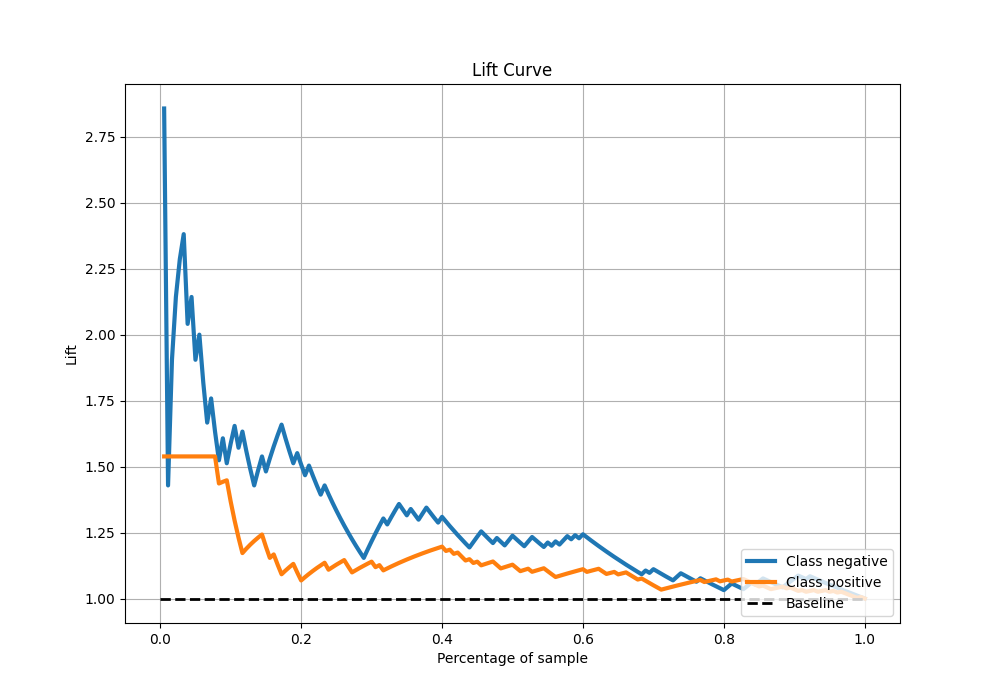 Lift Curve
Lift
2.75
2.50
2.25
2.00
1.75
1.50
1.25
1.00
0.0 0.2 0.4 0.6 0.8 1.0
Percentage of sample
Class negative
Class positive
Baseline